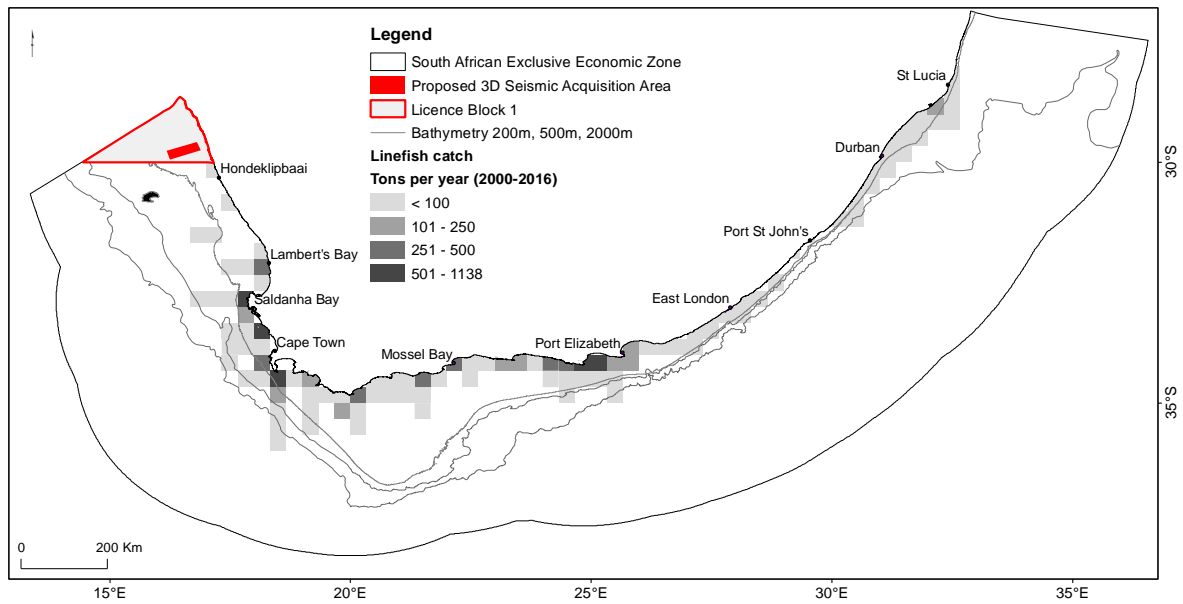 Legend
South African Exclusive Economic Zone
Proposed 3D Seismic Acquisition Area
Licence Block 1
Bathymetry 200m, 500m, 2000m
Linefish catch
Tons per year (2000-2016)
< 100
101 - 250
251 - 500
501 - 1138
St Lucia
Durban
Hondeklipbaai
Port St John's
Lambert's Bay
East London
Saldanha Bay
Cape Town
Mossel Bay
Port Elizabeth
30°S
35°S
0 200 Km
15°E 20°E 25°E 30°E 35°E